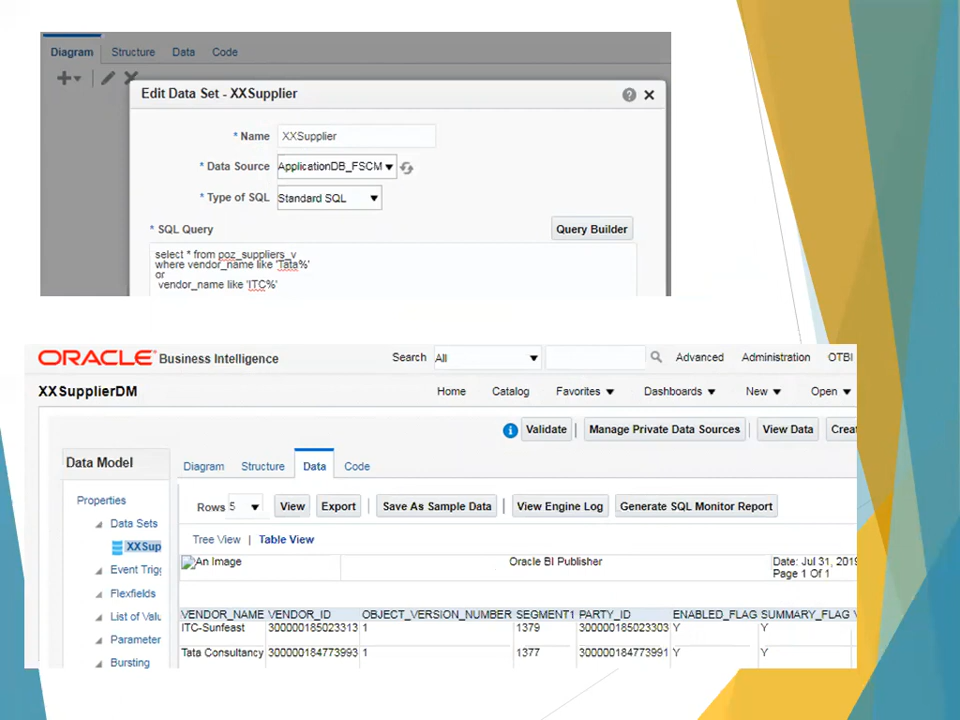 Diagram Structure Data Code
Edit Data Set - XXSupplier
* Name XXSupplier
* Data Source ApplicationDB_FSCM
* Type of SQL Standard SQL
* SQL Query Query Builder
select * from poz_suppliers_v
where vendor_name like 'Tata%'
or
vendor_name like 'ITC%'
ORACLE Business Intelligence Search All Advanced Administration OTBI
XXSupplierDM Home Catalog Favorites Dashboards New Open
Validate Manage Private Data Sources View Data Creat
Data Model Diagram Structure Data Code
Properties Rows 5 View Export Save As Sample Data View Engine Log Generate SQL Monitor Report
Data Sets Tree View Table View
XXSup
An Image Oracle BI Publisher Date: Jul 31, 2019
Page 1 Of 1
Event Trig
Flexfields
List of Valu
Parameter
Bursting
VENDOR_NAME VENDOR_ID OBJECT_VERSION_NUMBER SEGMENT1 PARTY_ID ENABLED_FLAG SUMMARY_FLAG
ITC-Sunfeast 300000185023313 1 1379 300000185023303 Y Y
Tata Consultancy 300000184773993 1 1377 300000184773991 Y Y